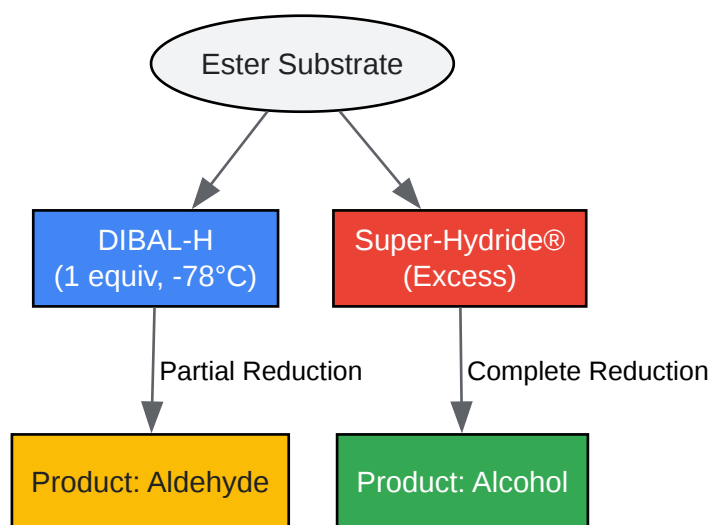 Ester Substrate
DIBAL-H
(1 equiv, -78°C)
Super-Hydride®
(Excess)
Partial Reduction
Complete Reduction
Product: Aldehyde
Product: Alcohol